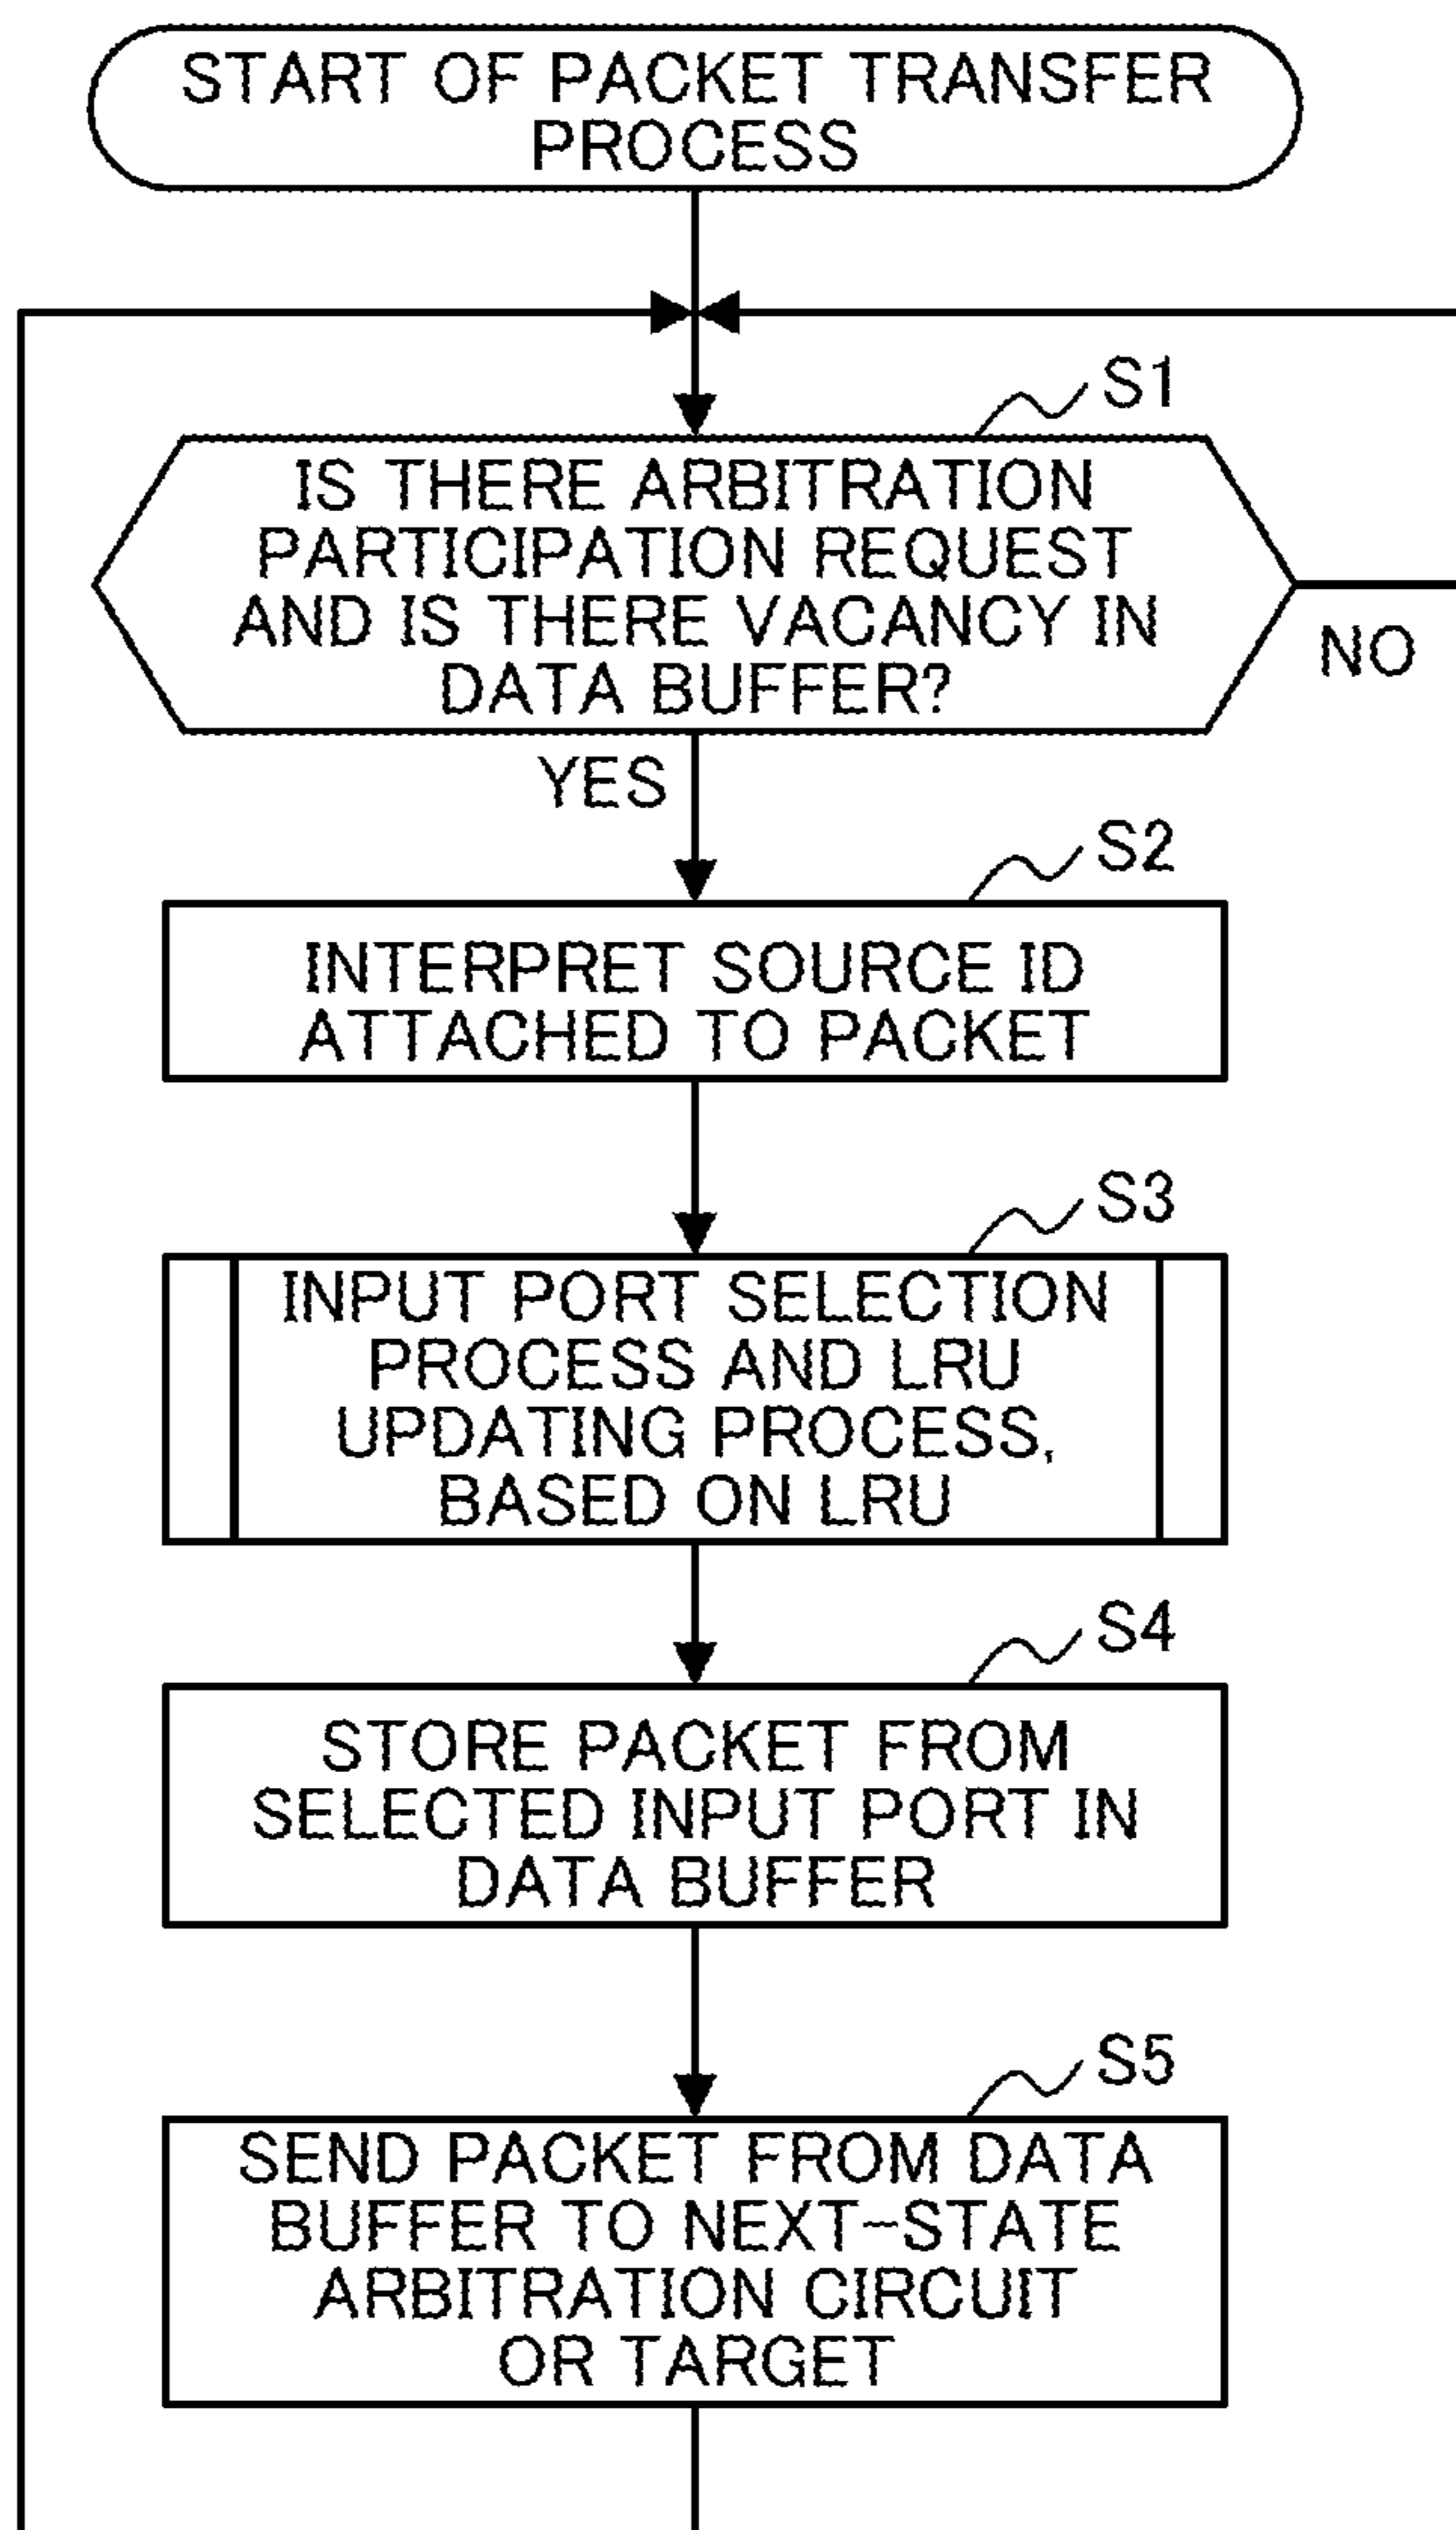 START OF PACKET TRANSFER
PROCESS
S1
IS THERE ARBITRATION
PARTICIPATION REQUEST
AND IS THERE VACANCY IN
DATA BUFFER?
NO
YES
S2
INTERPRET SOURCE ID
ATTACHED TO PACKET
S3
INPUT PORT SELECTION
PROCESS AND LRU
UPDATING PROCESS,
BASED ON LRU
S4
STORE PACKET FROM
SELECTED INPUT PORT IN
DATA BUFFER
S5
SEND PACKET FROM DATA
BUFFER TO NEXT-STATE
ARBITRATION CIRCUIT
OR TARGET